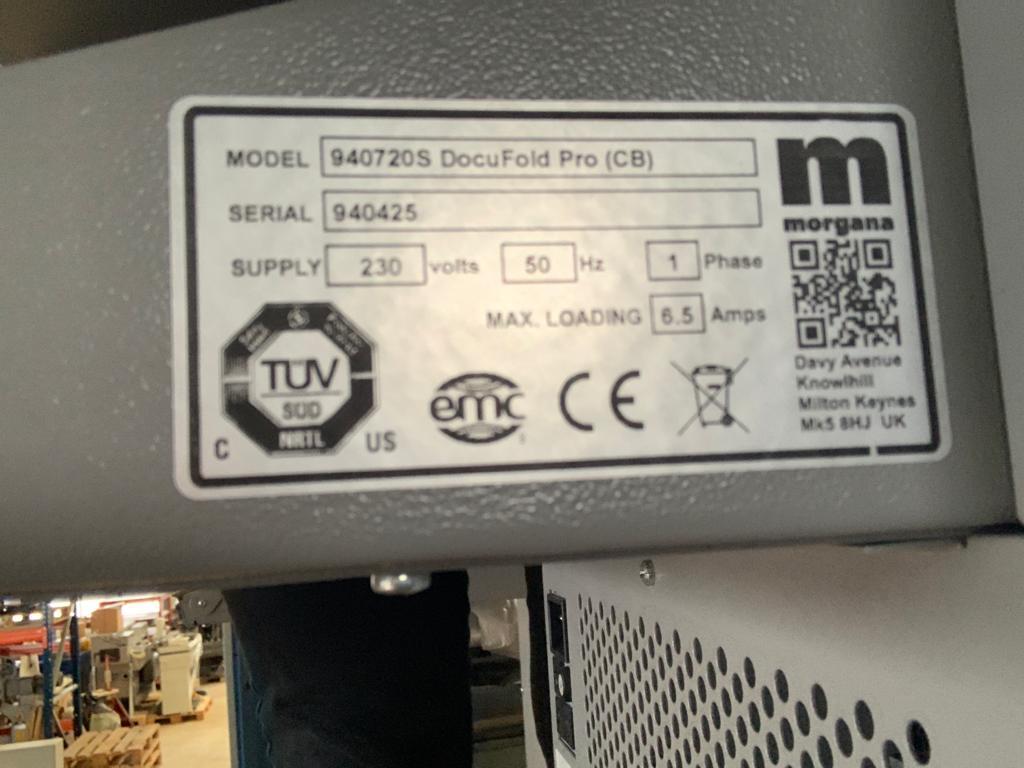 MODEL 940720S DocuFold Pro (CB)
SERIAL 940425
SUPPLY 230 volts 50 Hz 1 Phase
MAX. LOADING 6.5 Amps
m
morgana
Davy Avenue
Knowlhill
Milton Keynes
Mk5 8HJ UK
TÜV
SÜD
NRTL
C US
emc
CE